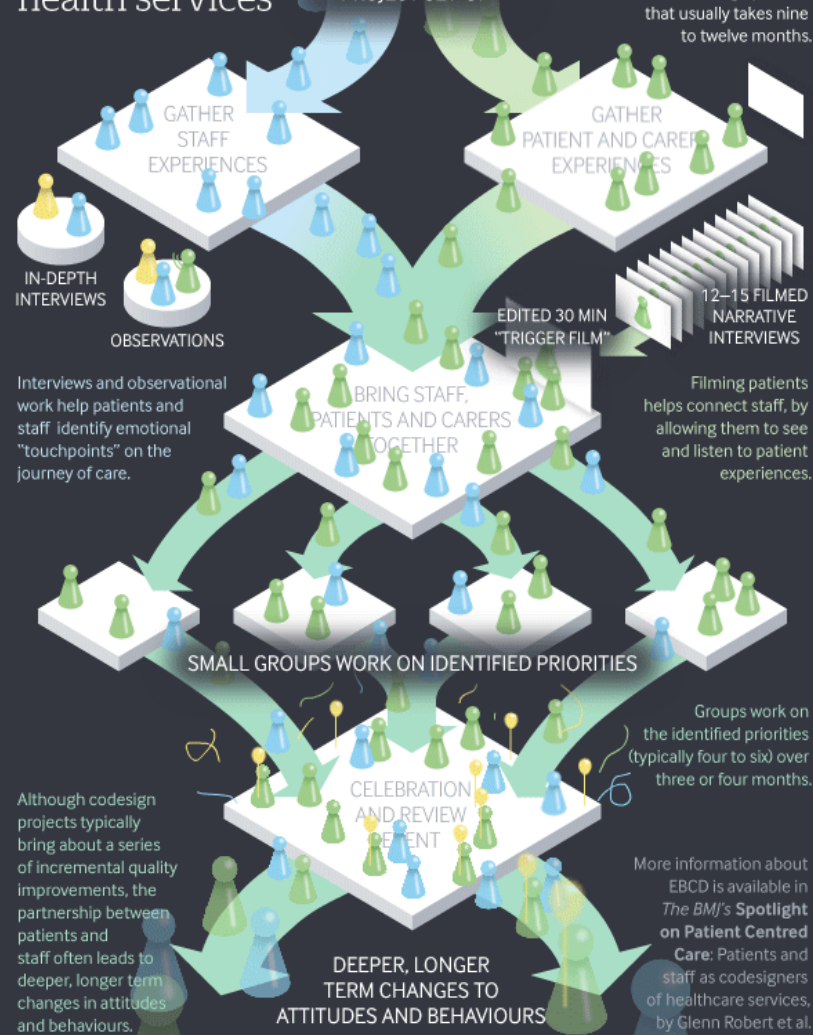 health services
that usually takes nine
to twelve months.
GATHER
STAFF
EXPERIENCES
GATHER
PATIENT AND CARER
EXPERIENCES
IN-DEPTH
INTERVIEWS
OBSERVATIONS
EDITED 30 MIN
"TRIGGER FILM"
12–15 FILMED
NARRATIVE
INTERVIEWS
Interviews and observational
work help patients and
staff identify emotional
"touchpoints" on the
journey of care.
BRING STAFF,
PATIENTS AND CARERS
TOGETHER
Filming patients
helps connect staff, by
allowing them to see
and listen to patient
experiences.
SMALL GROUPS WORK ON IDENTIFIED PRIORITIES
Groups work on
the identified priorities
(typically four to six) over
three or four months.
CELEBRATION
AND REVIEW
EVENT
Although codesign
projects typically
bring about a series
of incremental quality
improvements, the
partnership between
patients and
staff often leads to
deeper, longer term
changes in attitudes
and behaviours.
DEEPER, LONGER
TERM CHANGES TO
ATTITUDES AND BEHAVIOURS
More information about
EBCD is available in
The BMJ's Spotlight
on Patient Centred
Care: Patients and
staff as codesigners
of healthcare services,
by Glenn Robert et al.